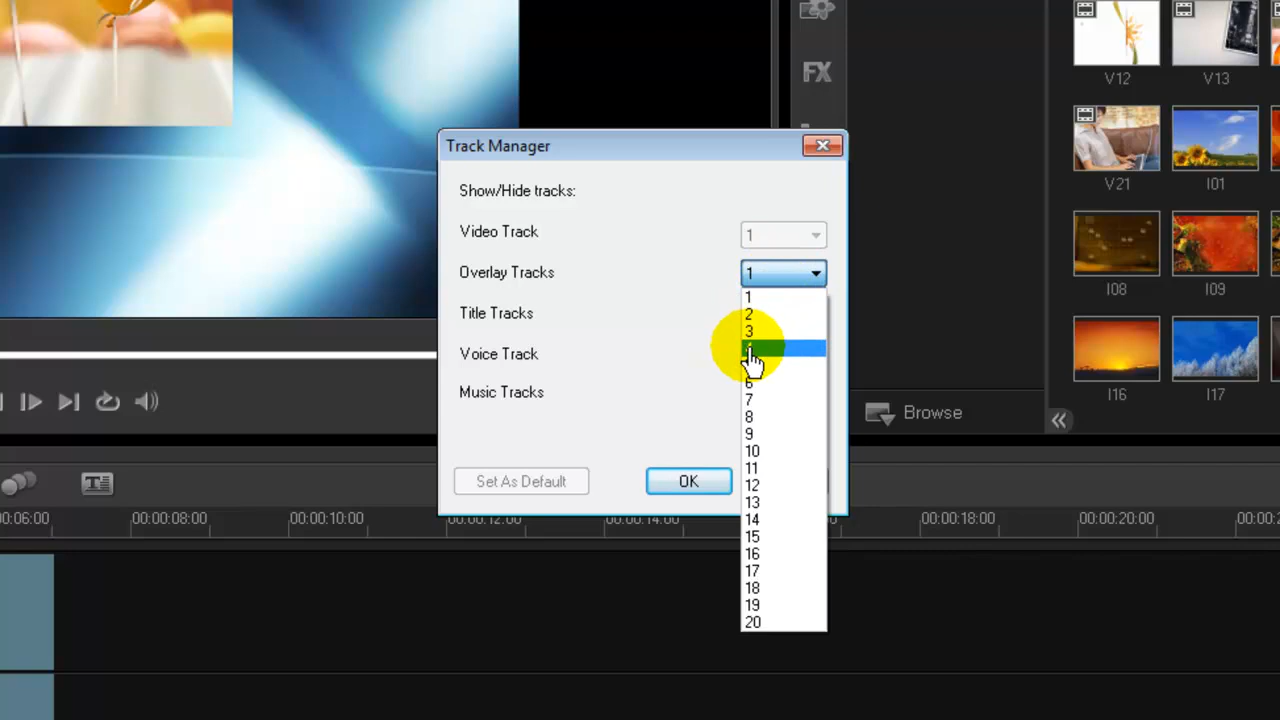 FX
V12
V13
Track Manager
Show/Hide tracks:
V21
I01
Video Track
1
Overlay Tracks
1
1
2
3
Title Tracks
I08
I09
Voice Track
6
7
8
9
10
11
12
13
14
15
16
17
18
19
20
Music Tracks
I16
I17
Browse
Set As Default
OK
00:00:06:00
00:00:08:00
00:00:10:00
00:00:12:00
00:00:14:00
00:00:18:00
00:00:20:00